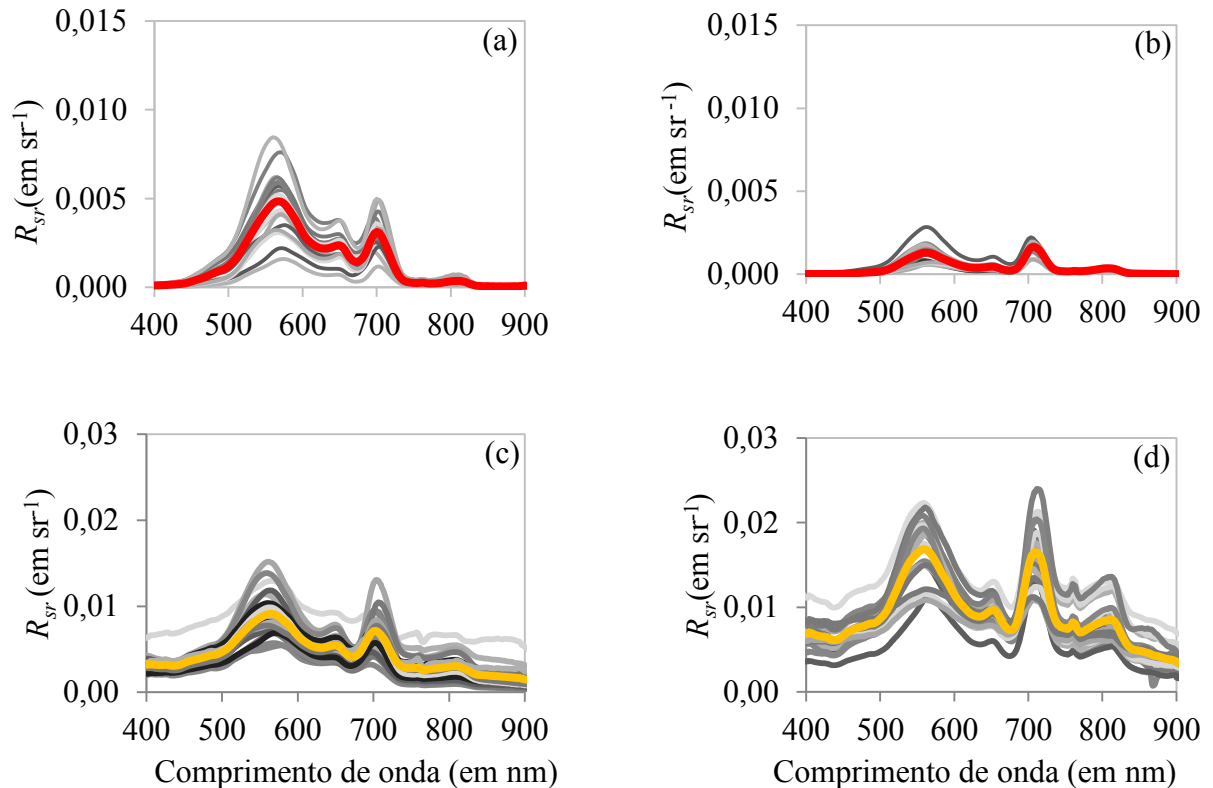 0,015
0,010
0,005
0,000
R_sr(em sr⁻¹)
(a)
400 500 600 700 800 900
0,015
0,010
0,005
0,000
R_sr(em sr⁻¹)
(b)
400 500 600 700 800 900
0,03
0,02
0,01
0,00
R_sr (em sr⁻¹)
(c)
400 500 600 700 800 900
Comprimento de onda (em nm)
0,03
0,02
0,01
0,00
R_sr (em sr⁻¹)
(d)
400 500 600 700 800 900
Comprimento de onda (em nm)